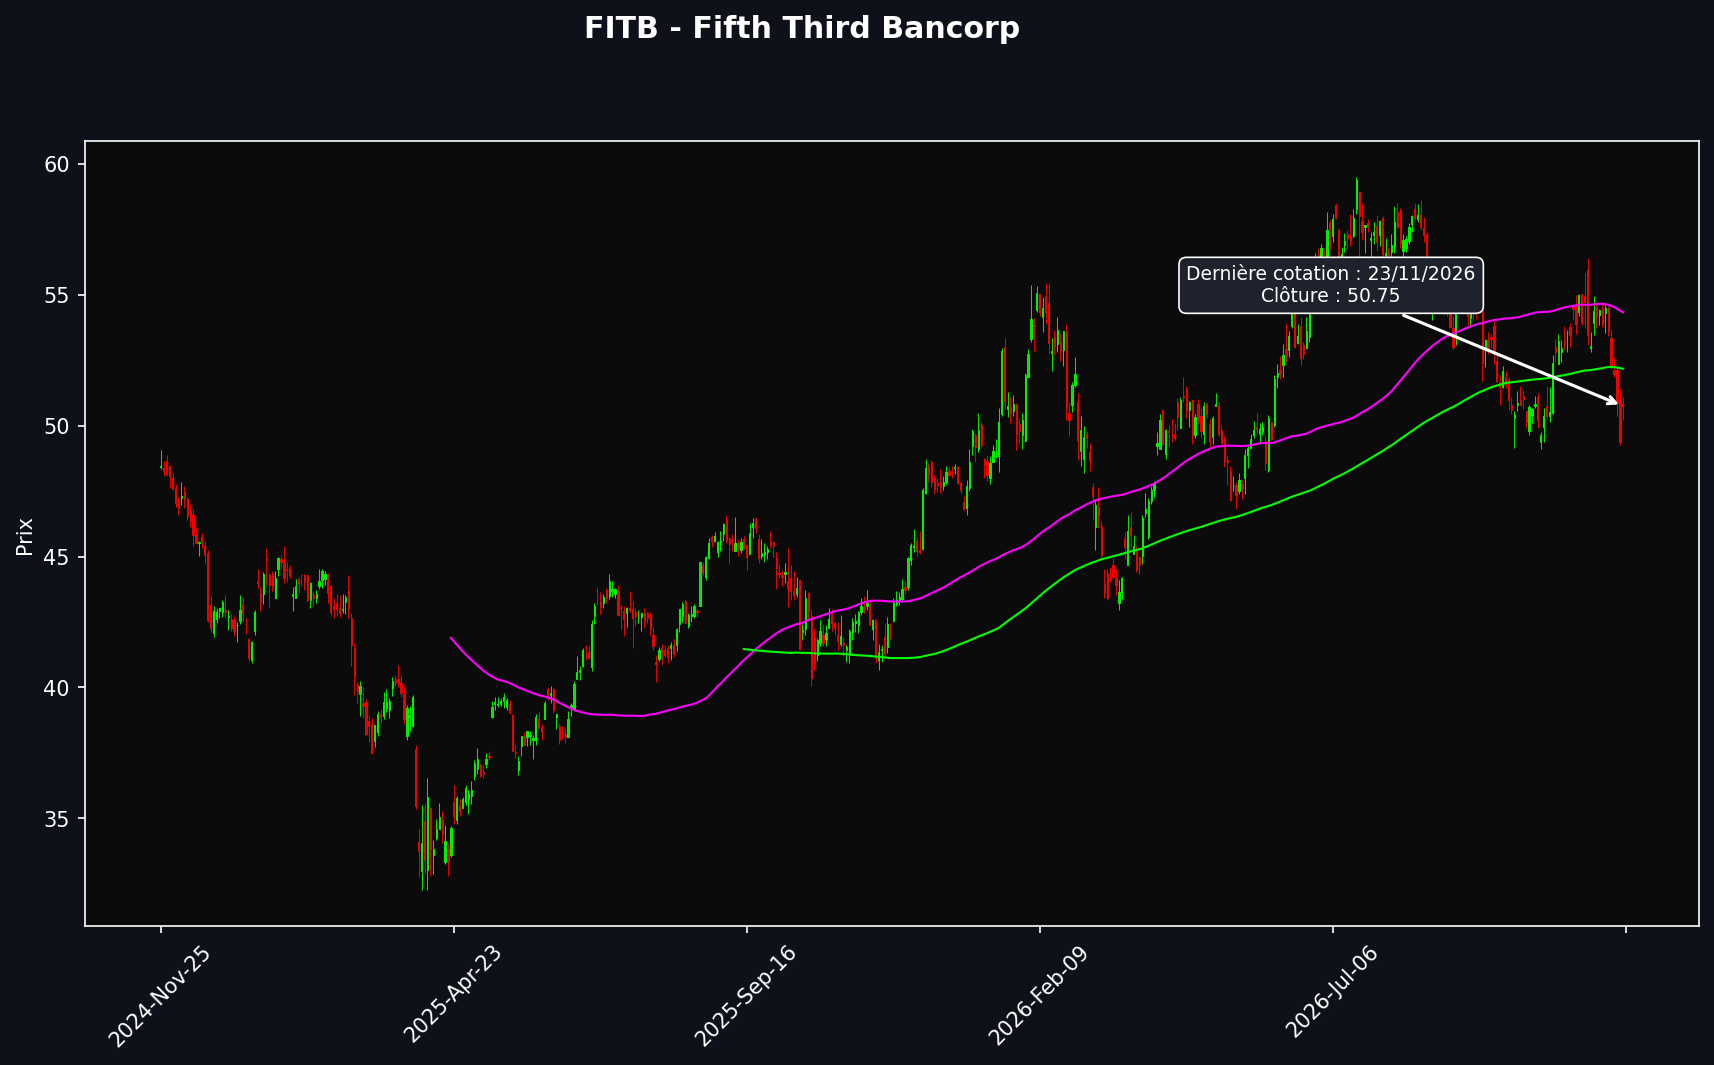 FITB - Fifth Third Bancorp
Prix
60
55
50
45
40
35
Dernière cotation : 23/11/2026
Clôture : 50.75
2024-Nov-25
2025-Apr-23
2025-Sep-16
2026-Feb-09
2026-Jul-06